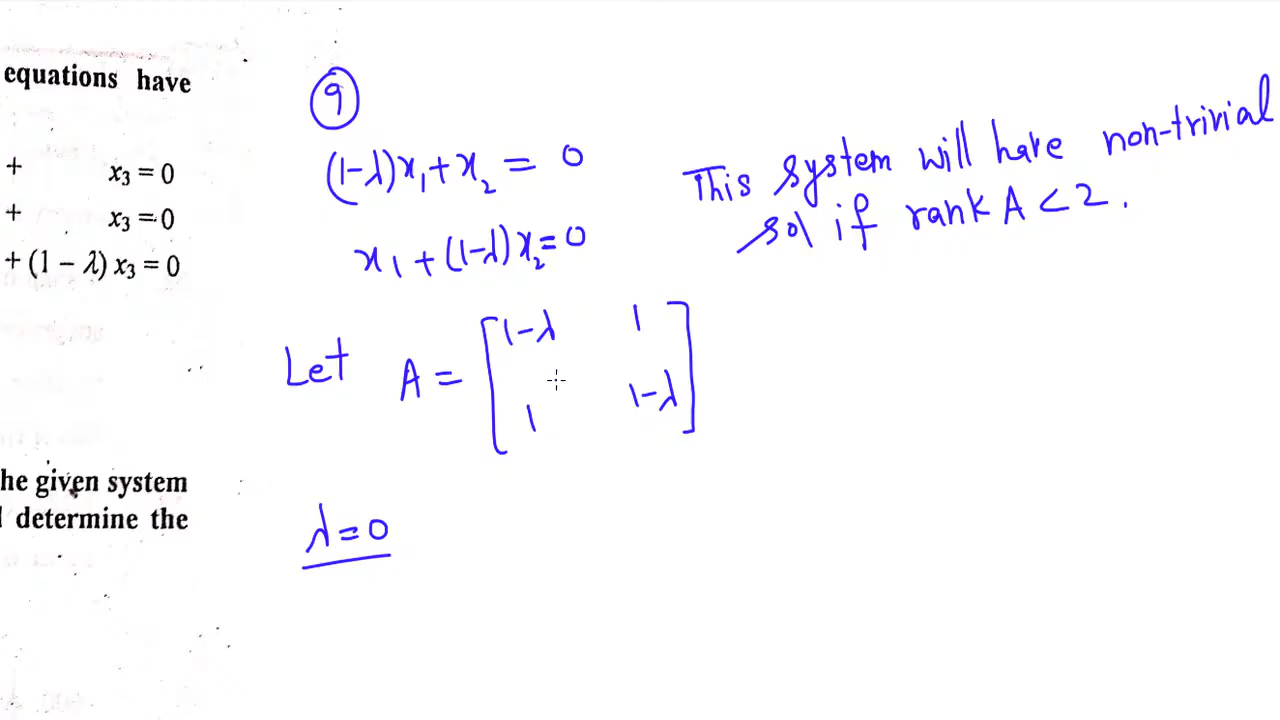 equations have
+ x₃ = 0
+ x₃ = 0
+ (1 − λ) x₃ = 0
he given system
l determine the
9
(1-λ)x₁ + x₂ = 0
x₁ + (1-λ)x₂ = 0
This system will have non-trivial
sol if rank A < 2.
Let A = [1-λ 1
1 1-λ]
λ = 0